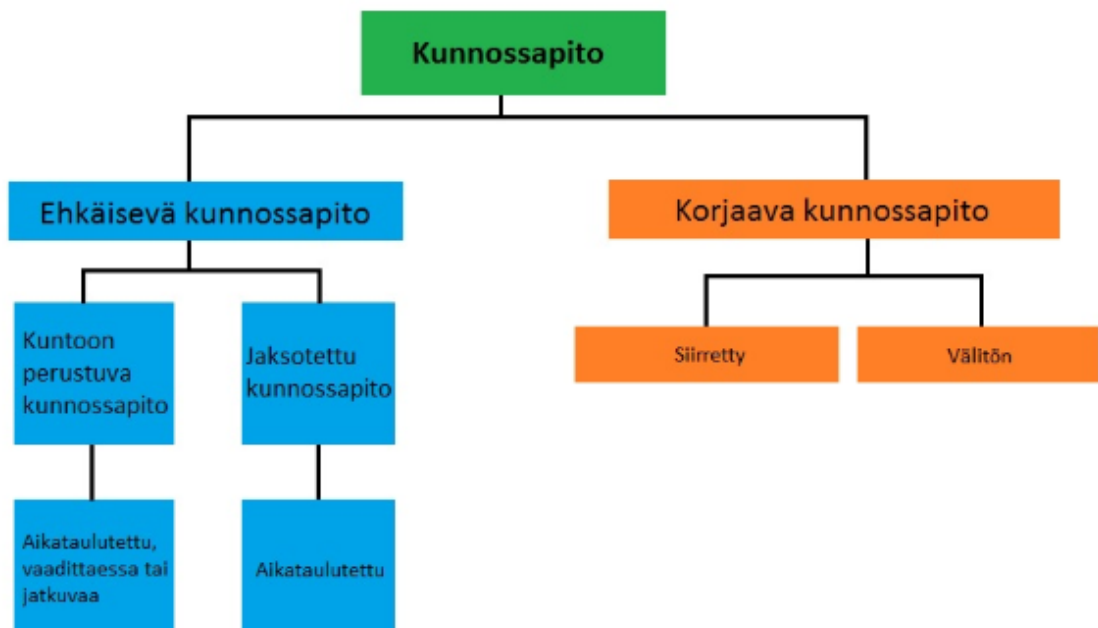 Kunnossapito
Ehkäisevä kunnossapito
Korjaava kunnossapito
Kuntoon
perustuva
kunnossapito
Jaksotettu
kunnossapito
Siirretty
Välitön
Aikataulutettu,
vaadittaessa tai
jatkuvaa
Aikataulutettu